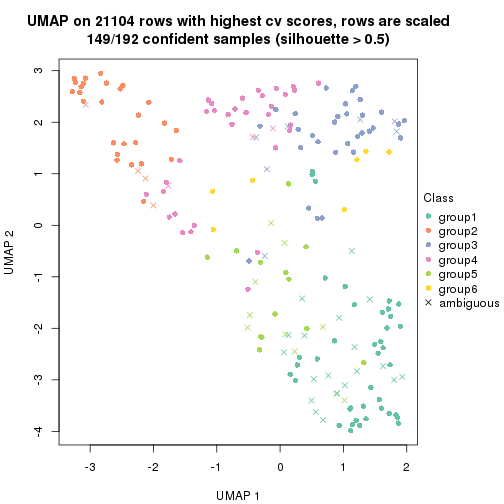 UMAP on 21104 rows with highest cv scores, rows are scaled
149/192 confident samples (silhouette > 0.5)
3
2
1
0
-1
-2
-3
-4
UMAP 2
-3 -2 -1 0 1 2
UMAP 1
Class
group1
group2
group3
group4
group5
group6
ambiguous